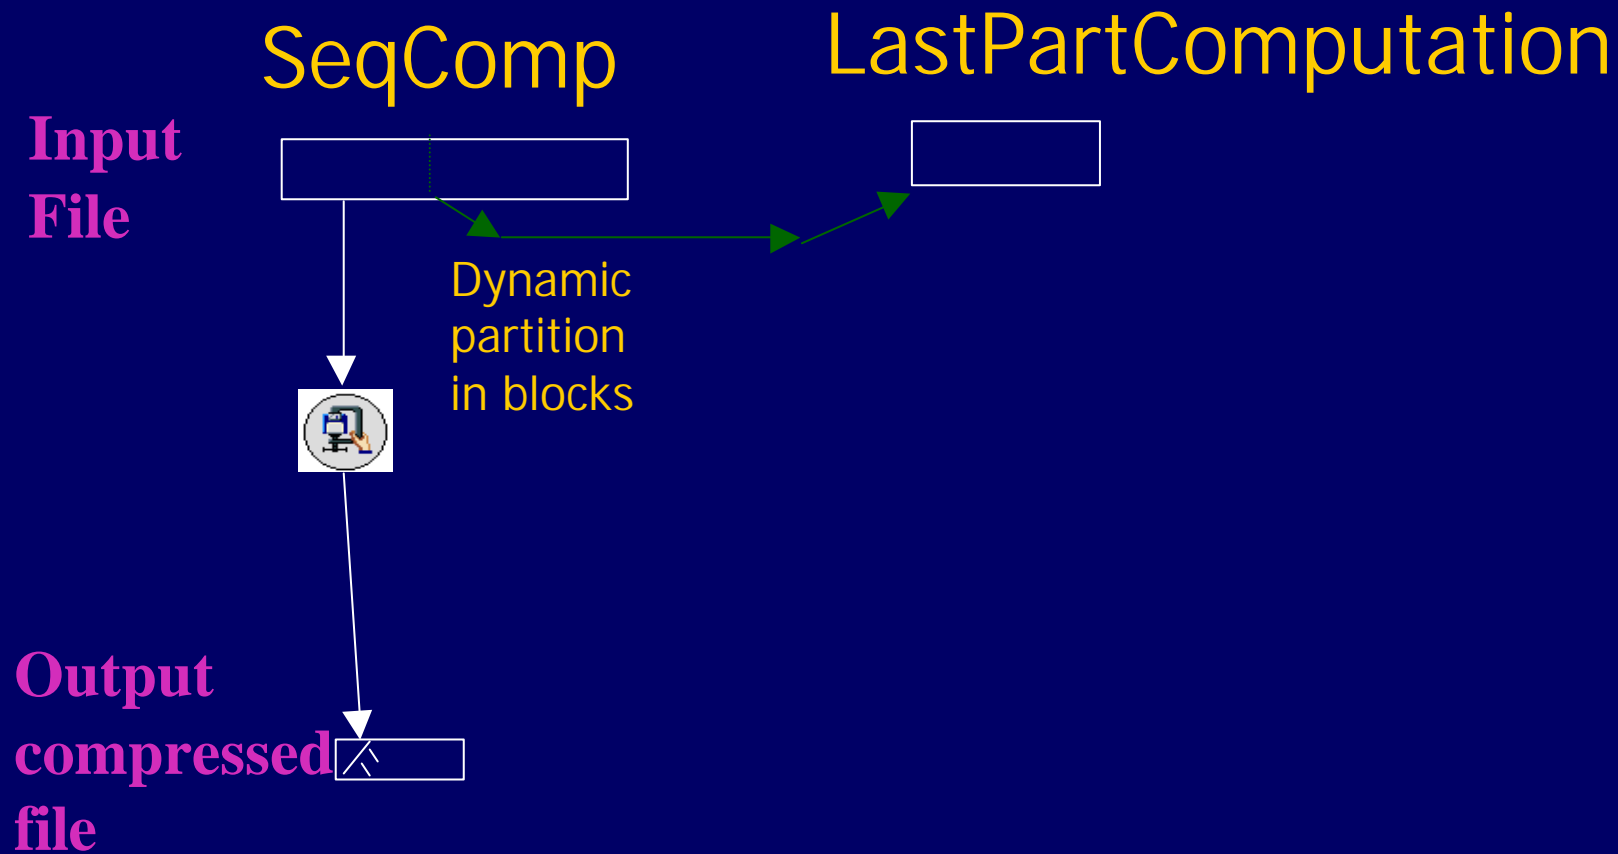 SeqComp
LastPartComputation
Input
File
Dynamic
partition
in blocks
Output
compressed
file